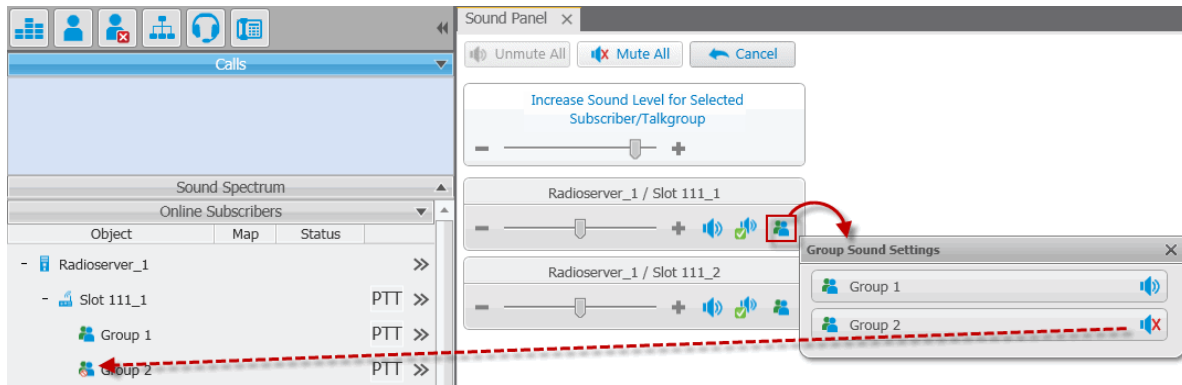 Calls
Sound Spectrum
Online Subscribers
Object Map Status
- Radioserver_1
- Slot 111_1 PTT
Group 1 PTT
Group 2 PTT
Sound Panel
Unmute All Mute All Cancel
Increase Sound Level for Selected
Subscriber/Talkgroup
Radioserver_1 / Slot 111_1
Radioserver_1 / Slot 111_2
Group Sound Settings
Group 1
Group 2